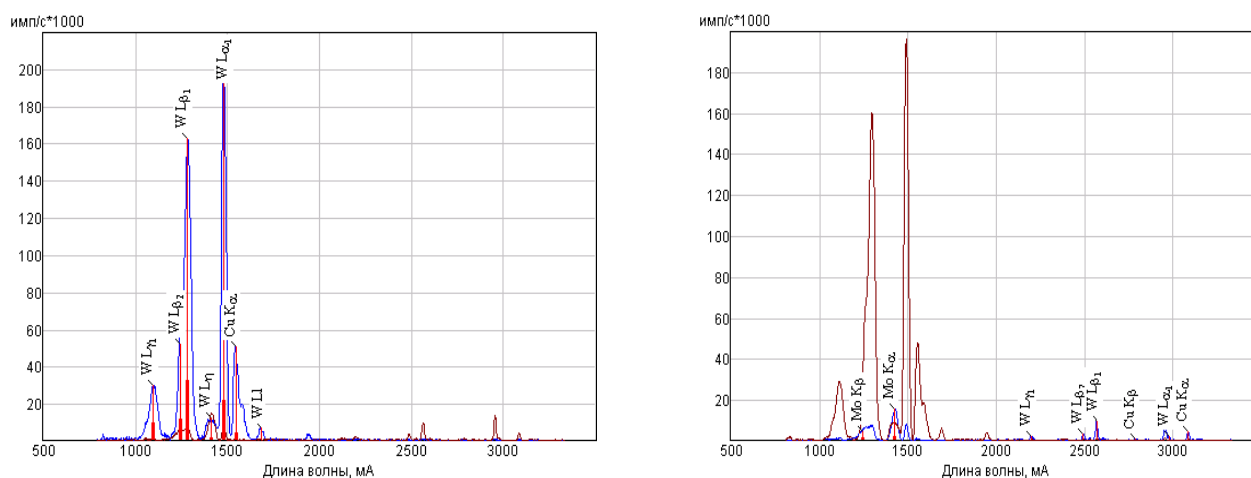 имп/с*1000
200
180
160
140
120
100
80
60
40
20
500
1000
1500
2000
2500
3000
Длина волны, мА
W Lγ1
W Lβ2
W Lβ1
W Lη
W Lα1
Cu Kα
W Ll
имп/с*1000
180
160
140
120
100
80
60
40
20
500
1000
1500
2000
2500
3000
Длина волны, мА
Mo Kβ
Mo Kα
W Lγ1
W Lβ2
W Lβ1
Cu Kβ
W Lα1
Cu Kα